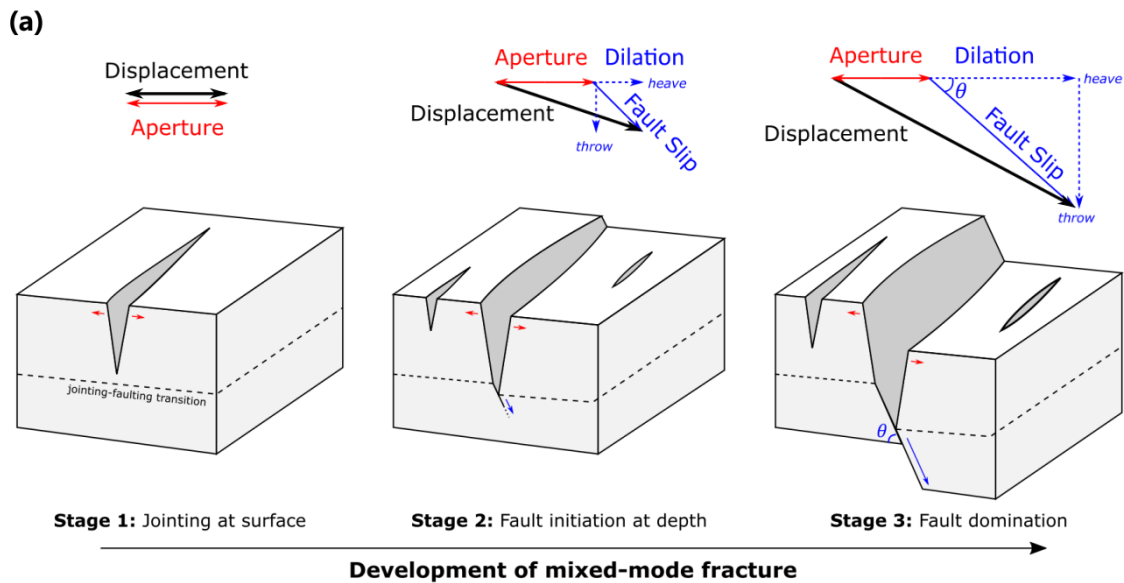 (a)
Displacement
Aperture
Aperture Dilation
heave
Displacement
Fault Slip
throw
Aperture Dilation
heave
θ
Displacement
Fault Slip
throw
jointing-faulting transition
θ
Stage 1: Jointing at surface
Stage 2: Fault initiation at depth
Stage 3: Fault domination
Development of mixed-mode fracture